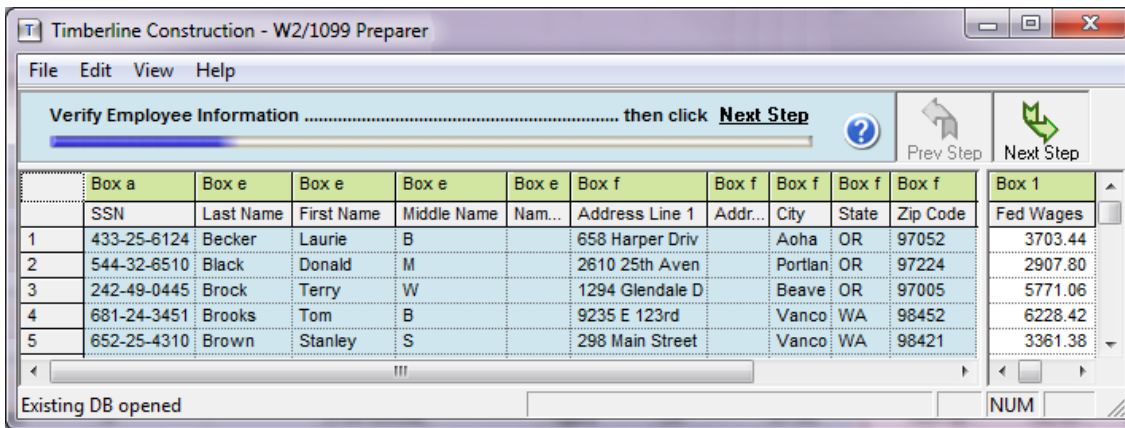 T Timberline Construction - W2/1099 Preparer
File Edit View Help
Verify Employee Information ................................................................ then click Next Step
? Prev Step Next Step
Box a Box e Box e Box e Box e Box f Box f Box f Box f Box f Box 1
SSN Last Name First Name Middle Name Nam... Address Line 1 Addr... City State Zip Code Fed Wages
1 433-25-6124 Becker Laurie B 658 Harper Driv Aoha OR 97052 3703.44
2 544-32-6510 Black Donald M 2610 25th Aven Portlan OR 97224 2907.80
3 242-49-0445 Brock Terry W 1294 Glendale D Beave OR 97005 5771.06
4 681-24-3451 Brooks Tom B 9235 E 123rd Vanco WA 98452 6228.42
5 652-25-4310 Brown Stanley S 298 Main Street Vanco WA 98421 3361.38
Existing DB opened NUM